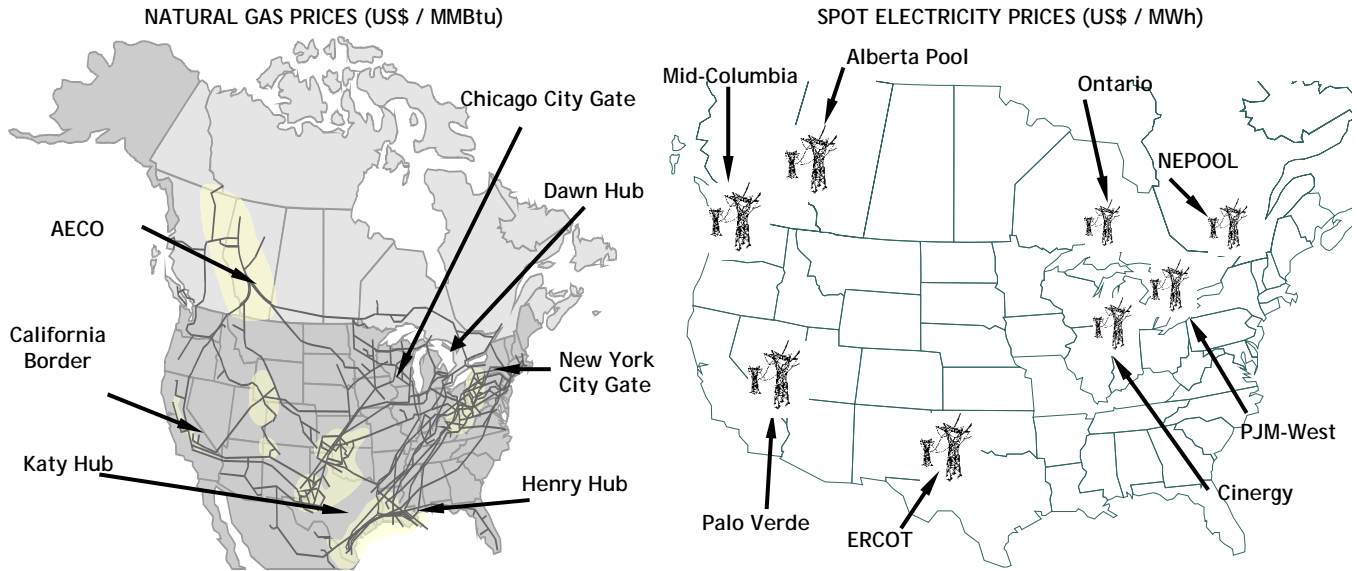 NATURAL GAS PRICES (US$ / MMBtu)
Chicago City Gate
Dawn Hub
AECO
California
Border
New York
City Gate
Katy Hub
Henry Hub
SPOT ELECTRICITY PRICES (US$ / MWh)
Alberta Pool
Mid-Columbia
Ontario
NEPOOL
PJM-West
Cinergy
Palo Verde
ERCOT